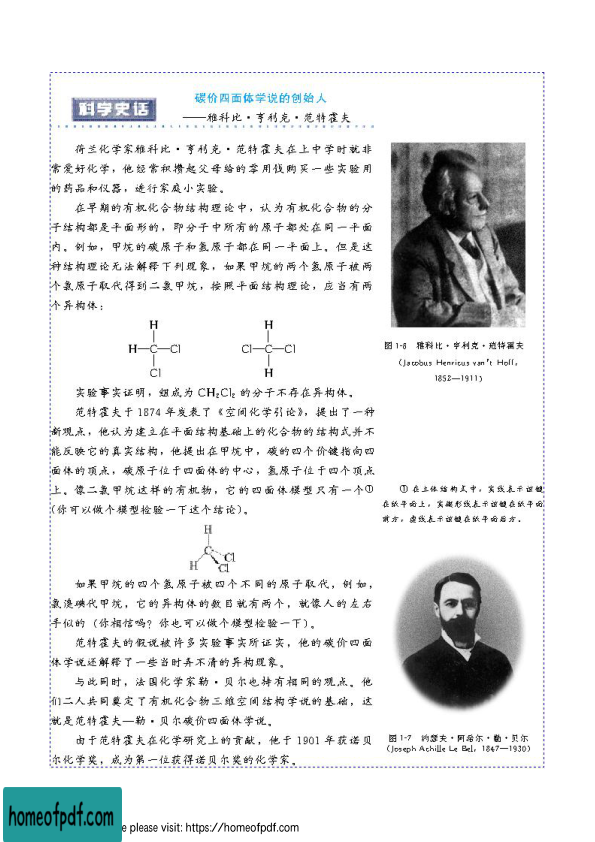 科学史话
碳价四面体学说的创始人
——雅科比·亨利克·范特霍夫
荷兰化学家雅科比·亨利克·范特霍夫在上中学时就非
常爱好化学，他经常积攒起父母给的零用钱购买一些实验用
的药品和仪器，进行家庭小实验。
在早期的有机化合物结构理论中，认为有机化合物的分
子结构都是平面形的，即分子中所有的原子都处在同一平面
内。例如，甲烷的碳原子和氢原子都在同一平面上。但是这
种结构理论无法解释下列现象，如果甲烷的两个氢原子被两
个氯原子取代得到二氯甲烷，按照平面结构理论，应当有两
个异构体：
H H
H—C—Cl Cl—C—Cl
Cl H
实验事实证明，组成为 CH₂Cl₂ 的分子不存在异构体。
范特霍夫于 1874 年发表了《空间化学引论》，提出了一种
新观点，他认为建立在平面结构基础上的化合物的结构式并不
能反映它的真实结构，他提出在甲烷中，碳的四个价键指向四
面体的顶点，碳原子位于四面体的中心，氢原子位于四个顶点
上。像二氯甲烷这样的有机物，它的四面体模型只有一个①
(你可以做个模型检验一下这个结论)。
H
C
Cl
H
Cl
如果甲烷的四个氢原子被四个不同的原子取代，例如，
氯溴碘代甲烷，它的异构体的数目就有两个，就像人的左右
手似的（你相信吗？你也可以做个模型检验一下）。
范特霍夫的假说被许多实验事实所证实，他的碳价四面
体学说还解释了一些当时弄不清的异构现象。
与此同时，法国化学家勒·贝尔也持有相同的观点。他
们二人共同奠定了有机化合物三维空间结构学说的基础，这
就是范特霍夫—勒·贝尔碳价四面体学说。
由于范特霍夫在化学研究上的贡献，他于 1901 年获诺贝
尔化学奖，成为第一位获得诺贝尔奖的化学家。
图1-6 雅科比·亨利克·范特霍夫
(Jacobus Henricus van't Hoff,
1852—1911)
① 在立体结构式中，实线表示该键
在纸平面上，实楔形线表示该键在纸平面
前方，虚线表示该键在纸平面后方。
图1-7 约瑟夫·阿希尔·勒·贝尔
(Joseph Achille Le Bel, 1847—1930)
homeofpdf.com
e please visit: https://homeofpdf.com